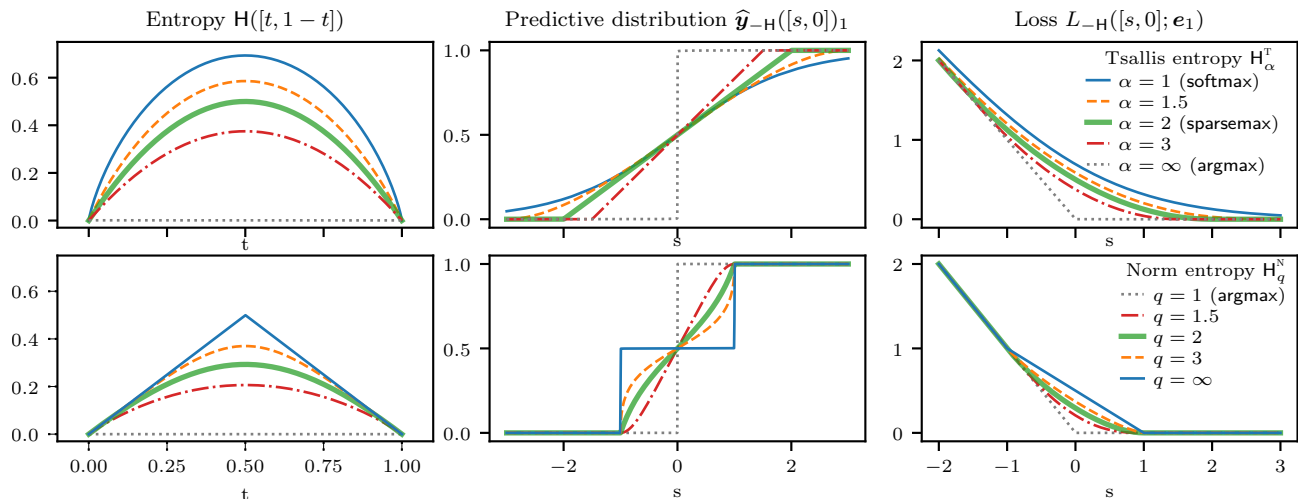 Entropy H([t, 1 − t])
Predictive distribution ŷ₋H([s, 0])₁
Loss L₋H([s, 0]; e₁)
0.6
0.4
0.2
0.0
t
1.0
0.5
0.0
s
2
1
0
s
Tsallis entropy H_α^T
α = 1 (softmax)
α = 1.5
α = 2 (sparsemax)
α = 3
α = ∞ (argmax)
0.6
0.4
0.2
0.0
0.00 0.25 0.50 0.75 1.00
t
1.0
0.5
0.0
−2 0 2
s
2
1
0
−2 −1 0 1 2 3
s
Norm entropy H_q^N
q = 1 (argmax)
q = 1.5
q = 2
q = 3
q = ∞